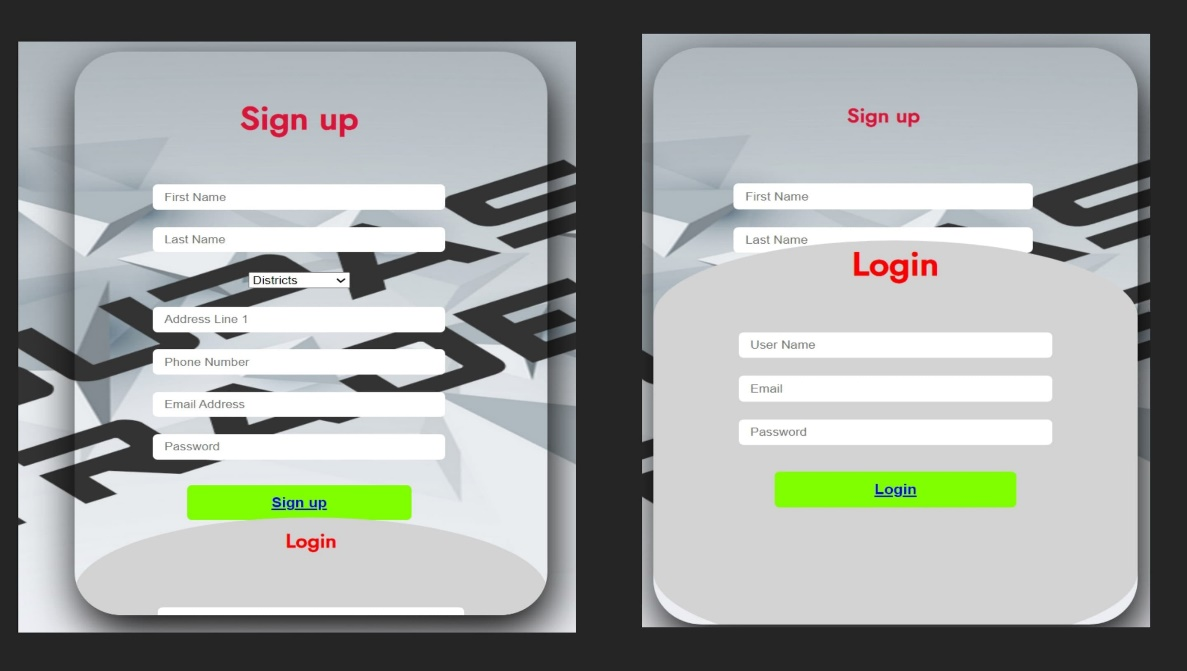 Sign up
First Name
Last Name
Districts
Address Line 1
Phone Number
Email Address
Password
Sign up
Login
Sign up
First Name
Last Name
Login
User Name
Email
Password
Login